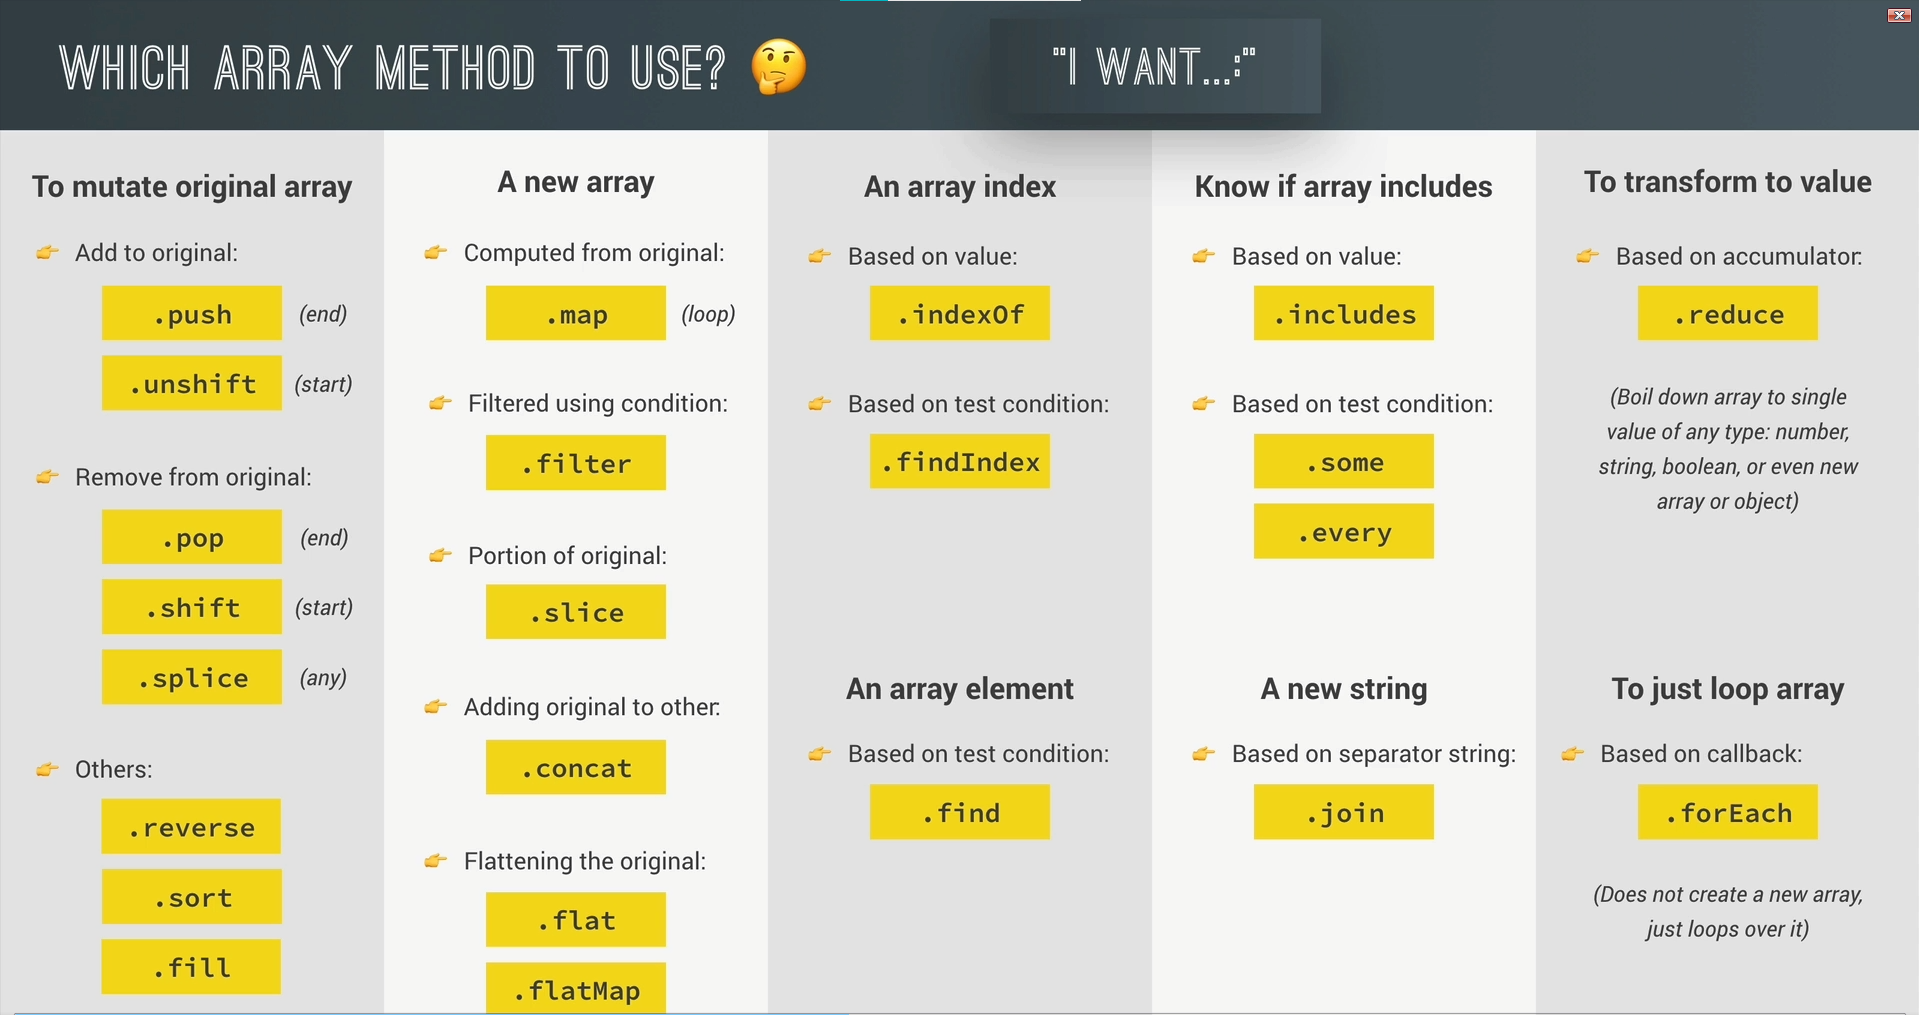 WHICH ARRAY METHOD TO USE? 🤔
"I WANT...:"
To mutate original array
👉 Add to original:
.push (end)
.unshift (start)
👉 Remove from original:
.pop (end)
.shift (start)
.splice (any)
👉 Others:
.reverse
.sort
.fill
A new array
👉 Computed from original:
.map (loop)
👉 Filtered using condition:
.filter
👉 Portion of original:
.slice
👉 Adding original to other:
.concat
👉 Flattening the original:
.flat
.flatMap
An array index
👉 Based on value:
.indexOf
👉 Based on test condition:
.findIndex
An array element
👉 Based on test condition:
.find
Know if array includes
👉 Based on value:
.includes
👉 Based on test condition:
.some
.every
A new string
👉 Based on separator string:
.join
To transform to value
👉 Based on accumulator:
.reduce
(Boil down array to single
value of any type: number,
string, boolean, or even new
array or object)
To just loop array
👉 Based on callback:
.forEach
(Does not create a new array,
just loops over it)